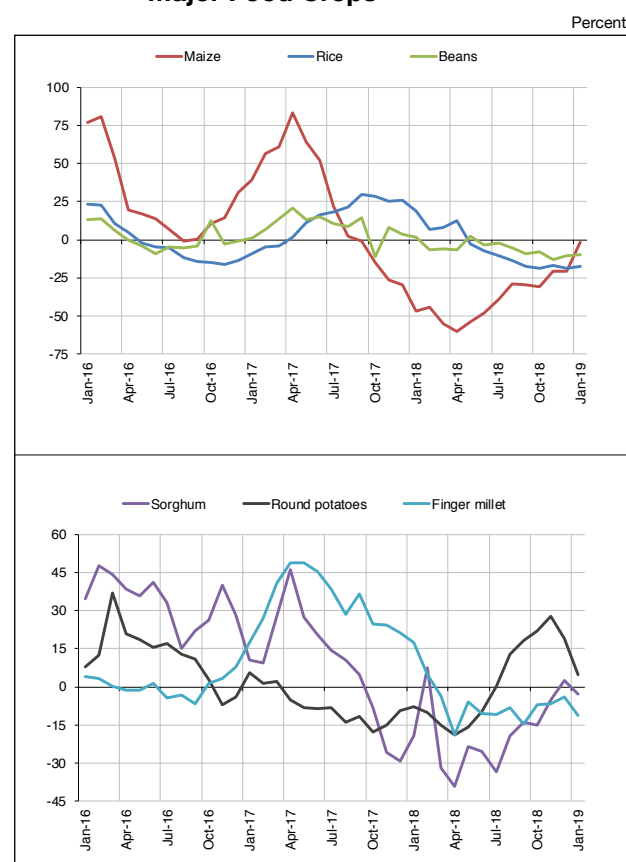 Major Food Crops
Percent
Maize Rice Beans
100
75
50
25
0
-25
-50
-75
Jan-16 Apr-16 Jul-16 Oct-16 Jan-17 Apr-17 Jul-17 Oct-17 Jan-18 Apr-18 Jul-18 Oct-18 Jan-19
Sorghum Round potatoes Finger millet
60
45
30
15
0
-15
-30
-45
Jan-16 Apr-16 Jul-16 Oct-16 Jan-17 Apr-17 Jul-17 Oct-17 Jan-18 Apr-18 Jul-18 Oct-18 Jan-19